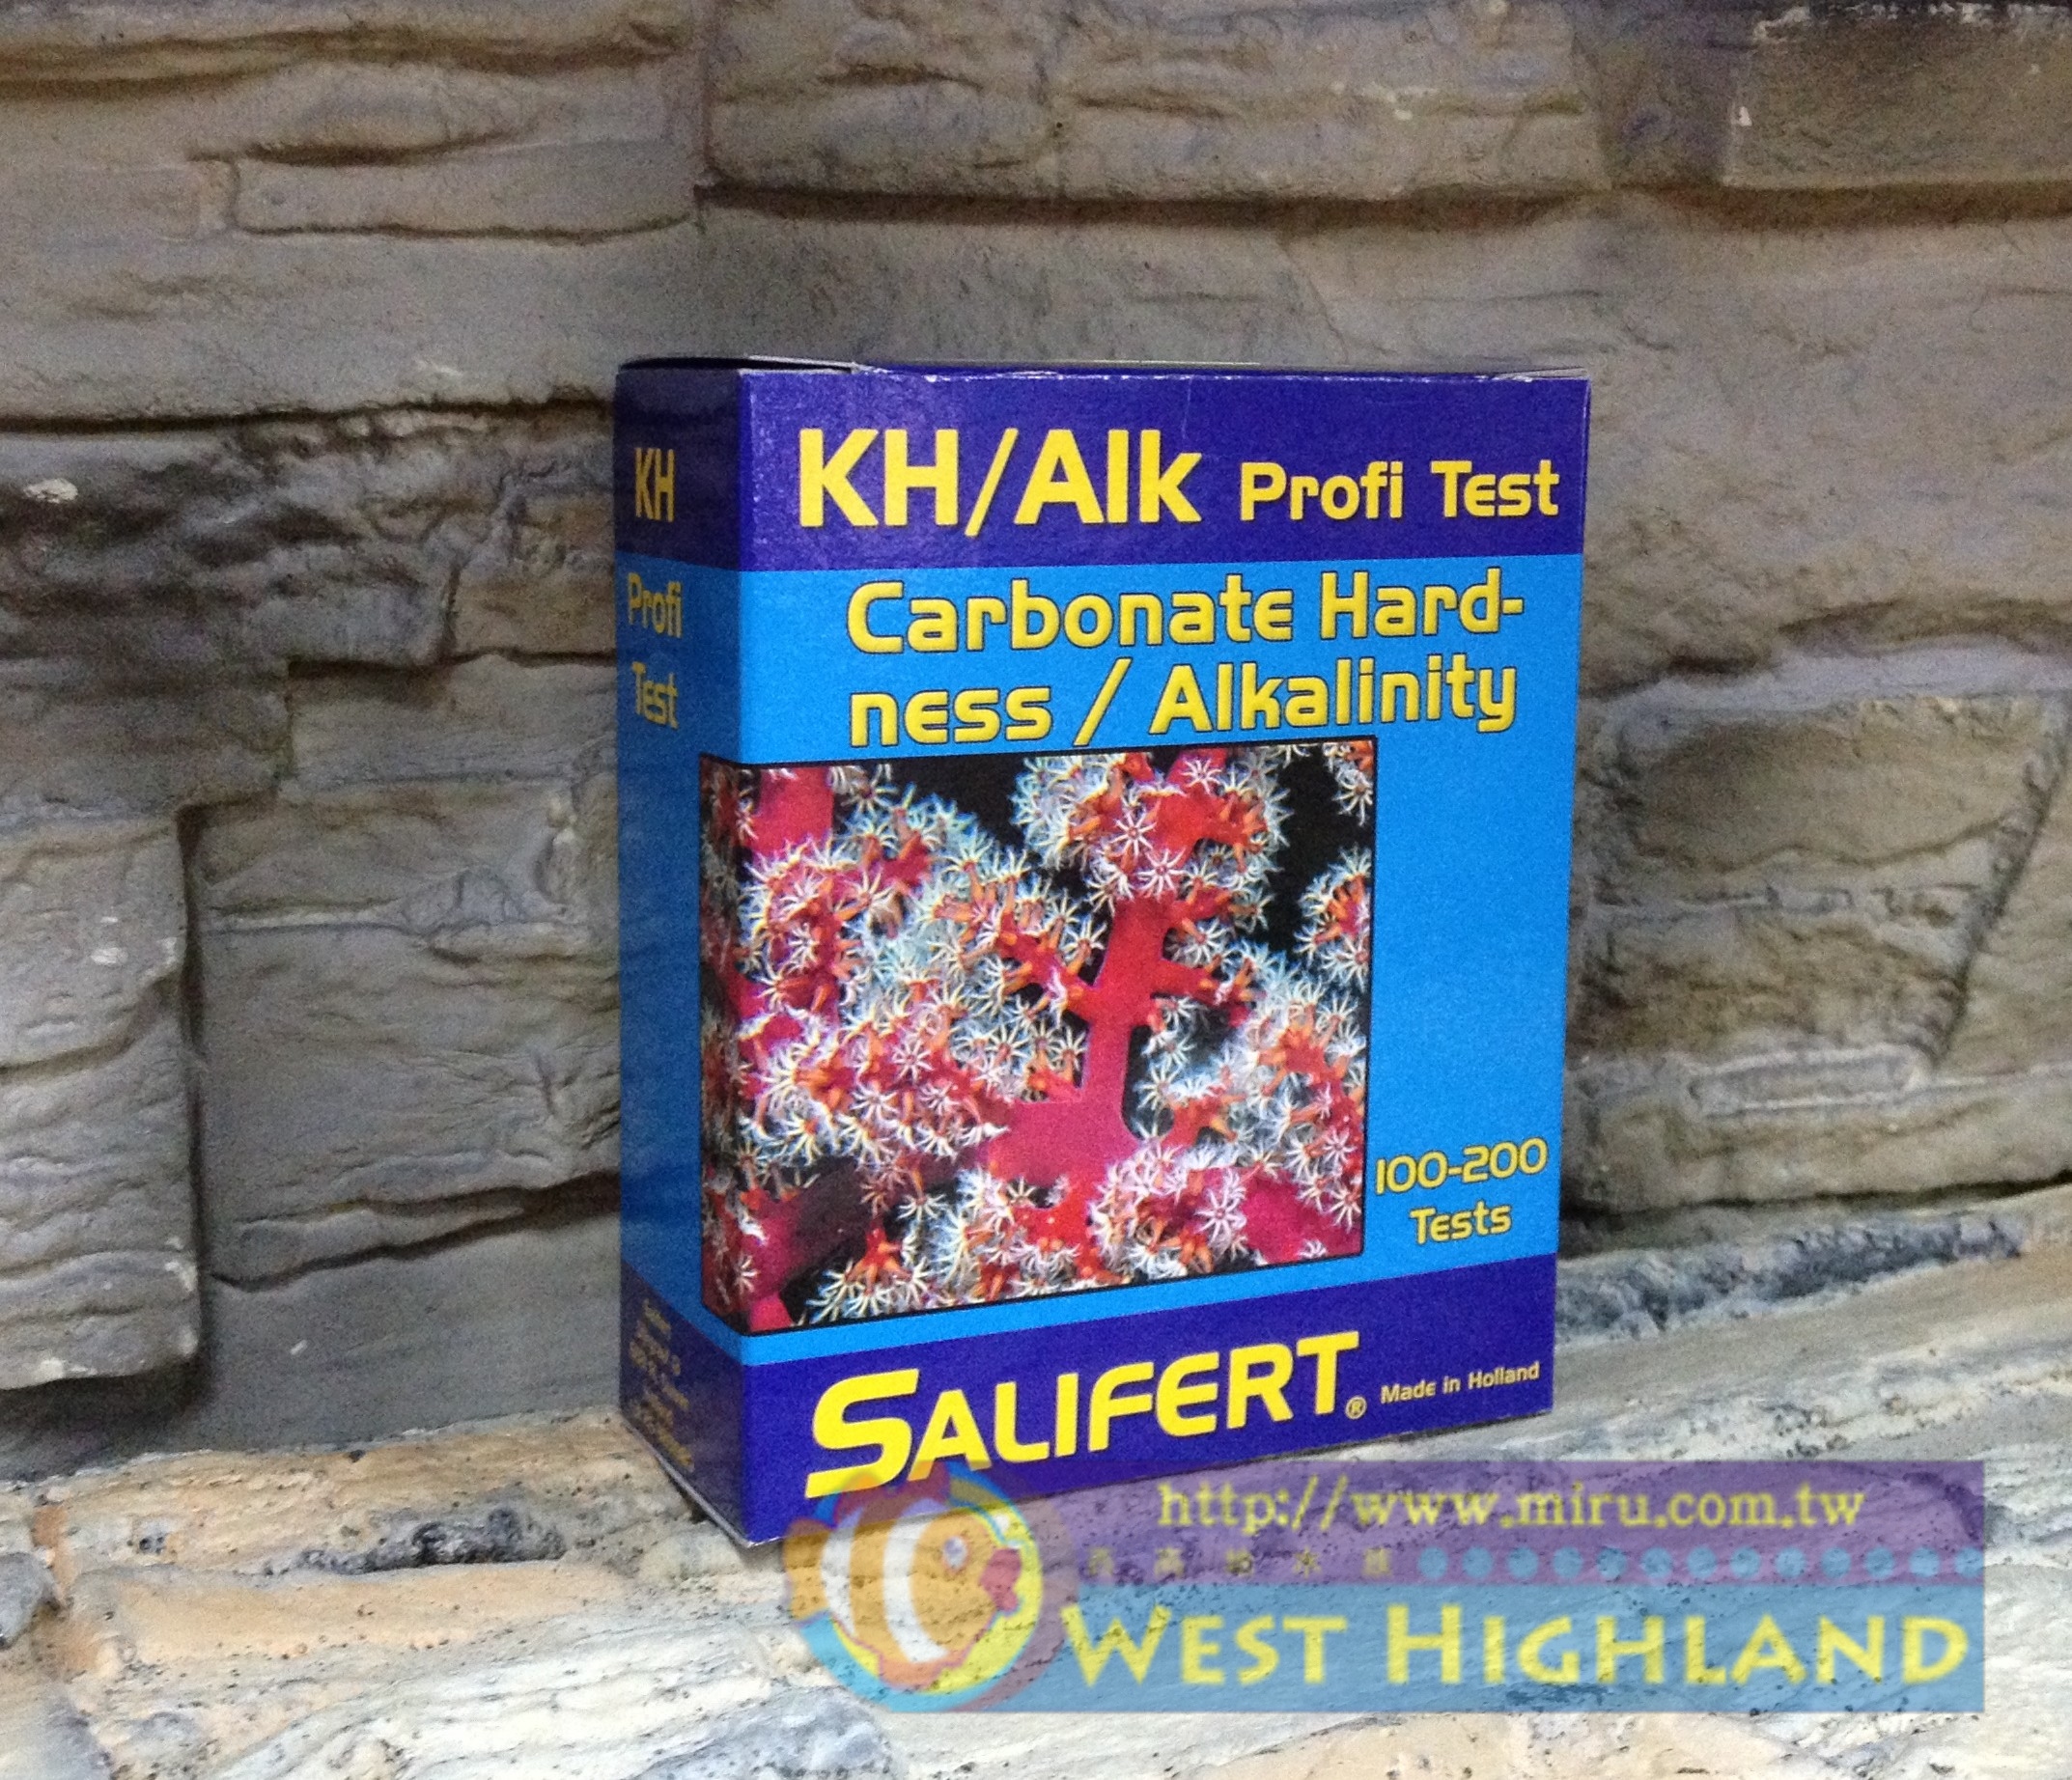 KH/Alk Profi Test
Carbonate Hard-
ness / Alkalinity
100-200
Tests
SALIFERT®
Made in Holland
KH
Profi
Test
http://www.miru.com.tw
WEST HIGHLAND